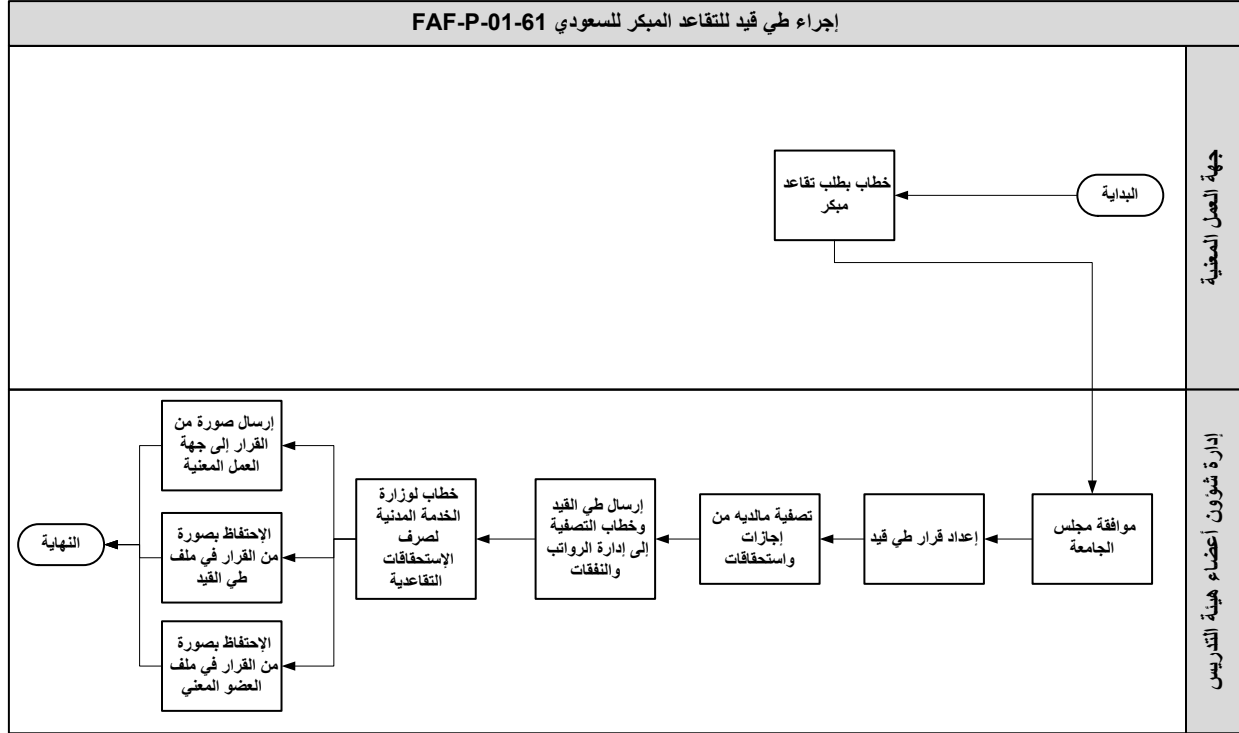 إجراء طي قيد للتقاعد المبكر للسعودي FAF-P-01-61
جهة العمل المعنية
البداية
خطاب بطلب تقاعد
مبكر
إدارة شؤون أعضاء هيئة التدريس
موافقة مجلس
الجامعة
إعداد قرار طي قيد
تصفية مالديه من
إجازات
واستحقاقات
إرسال طي القيد
وخطاب التصفية
إلى إدارة الرواتب
والنفقات
خطاب لوزارة
الخدمة المدنية
لصرف
الإستحقاقات
التقاعدية
إرسال صورة من
القرار إلى جهة
العمل المعنية
الإحتفاظ بصورة
من القرار في ملف
طي القيد
الإحتفاظ بصورة
من القرار في ملف
العضو المعني
النهاية